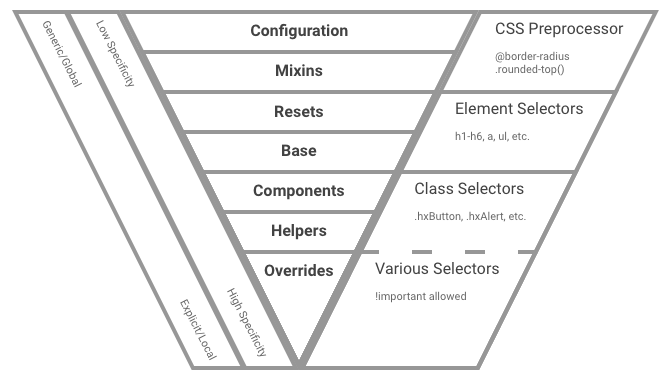 Generic/Global
Low Specificity
Configuration
Mixins
Resets
Base
Components
Helpers
Overrides
Explicit/Local
High Specificity
CSS Preprocessor
@border-radius
.rounded-top()
Element Selectors
h1-h6, a, ul, etc.
Class Selectors
.hxButton, .hxAlert, etc.
Various Selectors
!important allowed